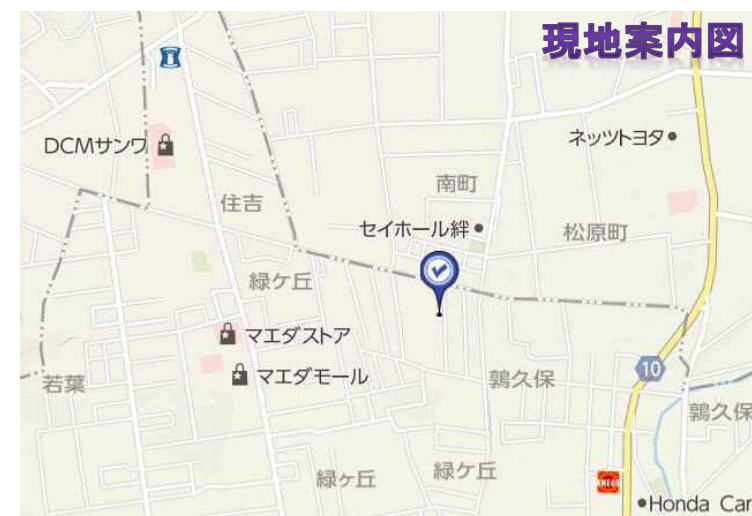 現地案内図
DCMサンワ
ネッツトヨタ
南町
住吉
セイホール絆
松原町
緑ケ丘
マエダストア
10
若葉
マエダモール
鶉久保
鶉久保
緑ケ丘
緑ケ丘
ENEOS
Honda Car